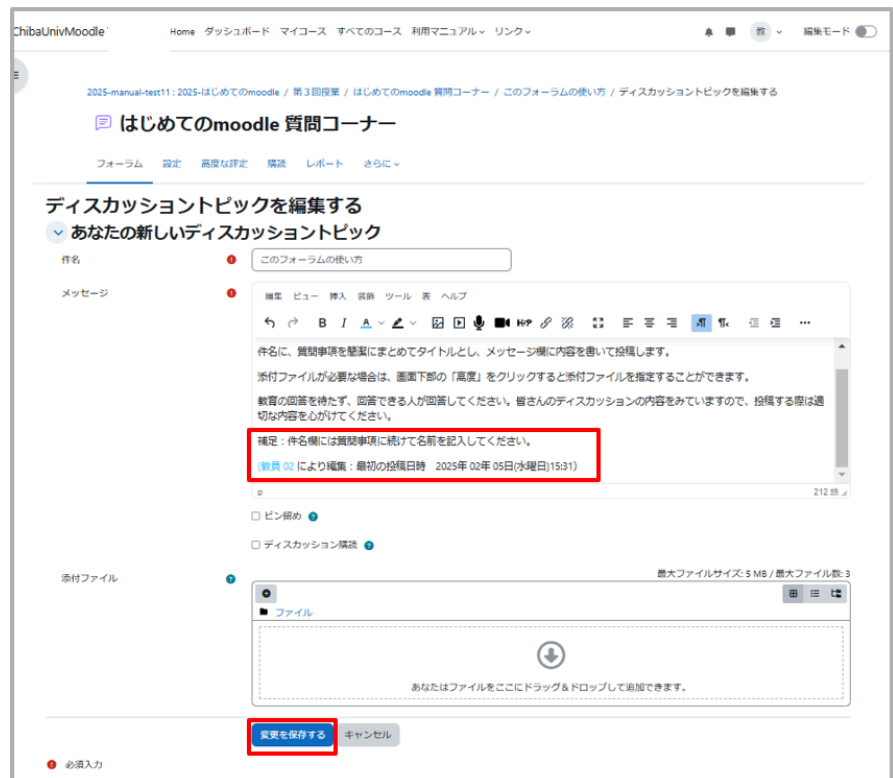 ChibaUnivMoodle
Home ダッシュボード マイコース すべてのコース 利用マニュアル リンク 教 編集モード
2025-manual-test11 : 2025-はじめてのmoodle / 第3回授業 / はじめてのmoodle 質問コーナー / このフォーラムの使い方 / ディスカッショントピックを編集する
はじめてのmoodle 質問コーナー
フォーラム 設定 高度な評定 購読 レポート さらに
ディスカッショントピックを編集する
あなたの新しいディスカッショントピック
件名
このフォーラムの使い方
メッセージ
編集 ビュー 挿入 装飾 ツール 表 ヘルプ
B I A H5P
件名に、質問事項を簡潔にまとめてタイトルとし、メッセージ欄に内容を書いて投稿します。
添付ファイルが必要な場合は、画面下部の「高度」をクリックすると添付ファイルを指定することができます。
教育の回答を待たず、回答できる人が回答してください。皆さんのディスカッションの内容をみていますので、投稿する際は適
切な内容を心がけてください。
補足：件名欄には質問事項に続けて名前を記入してください。
(教員 02 により編集：最初の投稿日時 2025年 02年 05日(水曜日)15:31)
p 212 語
ピン留め
ディスカッション購読
添付ファイル
最大ファイルサイズ: 5 MB / 最大ファイル数: 3
ファイル
あなたはファイルをここにドラッグ＆ドロップして追加できます。
変更を保存する キャンセル
必須入力